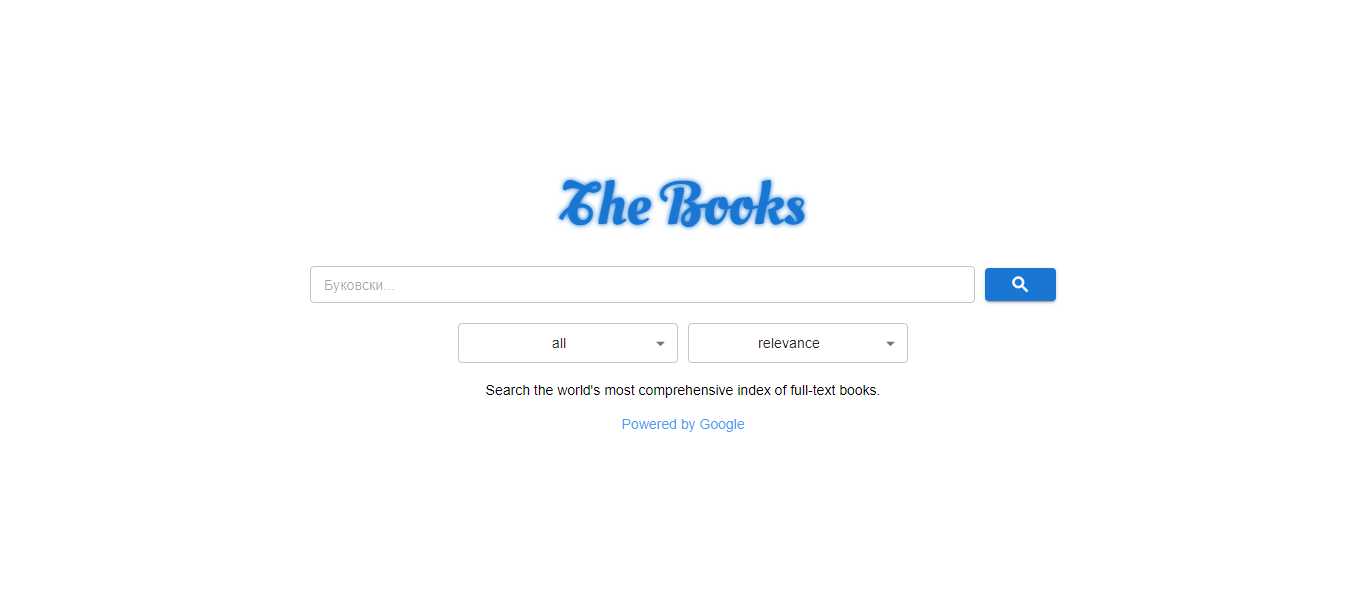 The Books
Буковски...
all relevance
Search the world's most comprehensive index of full-text books.
Powered by Google